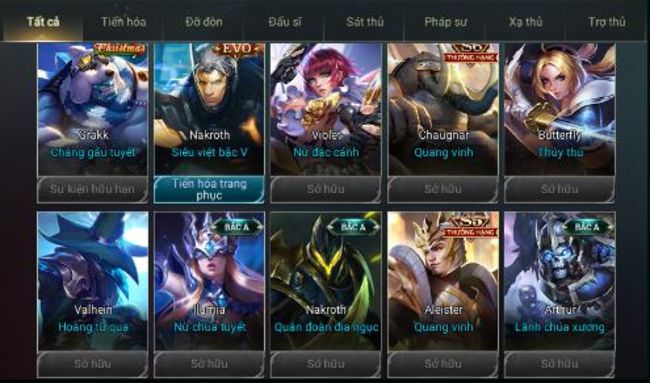 Tất cả Tiến hóa Đỡ đòn Đấu sĩ Sát thủ Pháp sư Xạ thủ Trợ thủ
Christmas EVO S6
THƯỞNG HẠNG
Grakk Nakroth Violet Chaugnar Butterfly
Chàng gấu tuyết Siêu việt bậc V Nữ đặc cảnh Quang vinh Thủy thủ
Sự kiện hữu hạn Tiến hóa trang phục Sở hữu Sở hữu Sở hữu
BẬC A BẬC A S5 BẬC A
THƯỞNG HẠNG
Valhein Ilumia Nakroth Aleister Arthur
Hoàng tử quạ Nữ chúa tuyết Quân đoàn địa ngục Quang vinh Lãnh chúa xương
Sở hữu Sở hữu Sở hữu Sở hữu Sở hữu